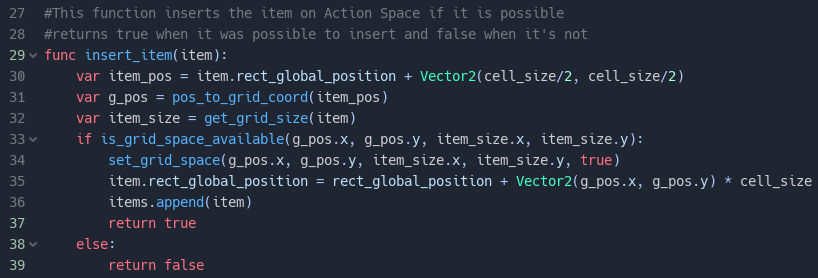 27 #This function inserts the item on Action Space if it is possible
28 #returns true when it was possible to insert and false when it's not
29 func insert_item(item):
30     var item_pos = item.rect_global_position + Vector2(cell_size/2, cell_size/2)
31     var g_pos = pos_to_grid_coord(item_pos)
32     var item_size = get_grid_size(item)
33     if is_grid_space_available(g_pos.x, g_pos.y, item_size.x, item_size.y):
34         set_grid_space(g_pos.x, g_pos.y, item_size.x, item_size.y, true)
35         item.rect_global_position = rect_global_position + Vector2(g_pos.x, g_pos.y) * cell_size
36         items.append(item)
37         return true
38     else:
39         return false